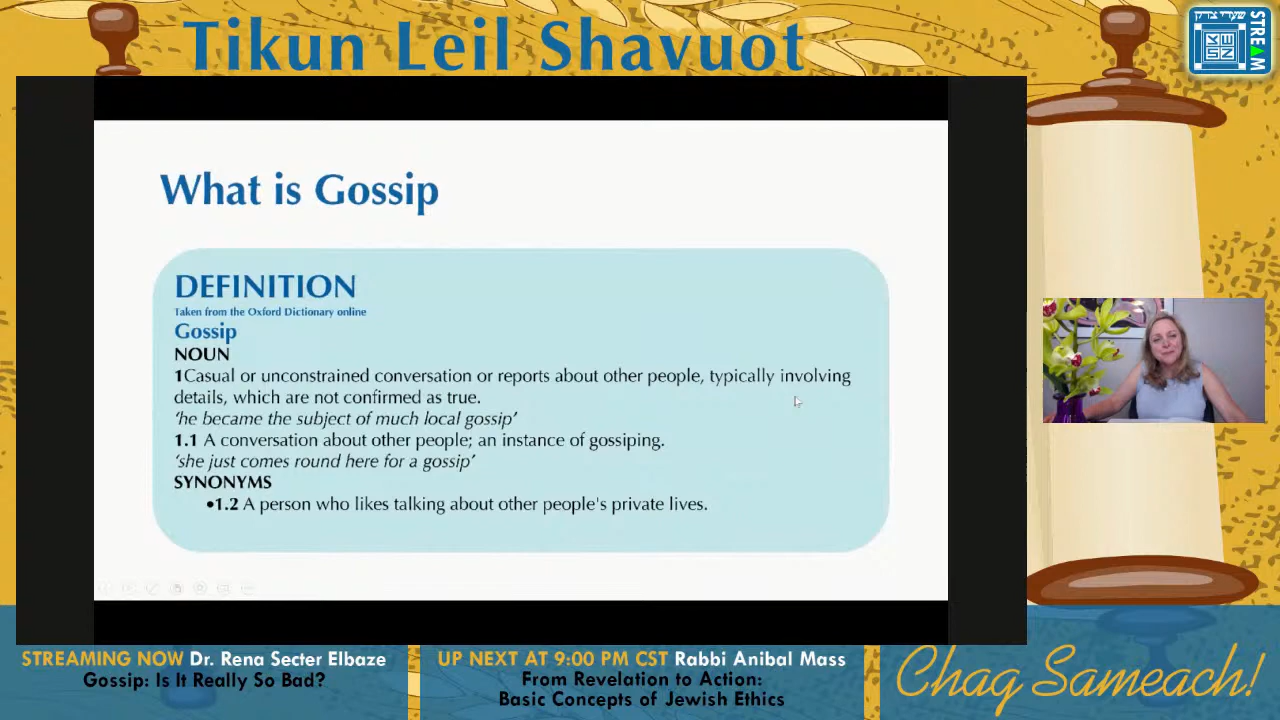 Tikun Leil Shavuot
שערי צדק
STREAM
What is Gossip
DEFINITION
Taken from the Oxford Dictionary online
Gossip
NOUN
1Casual or unconstrained conversation or reports about other people, typically involving
details, which are not confirmed as true.
‘he became the subject of much local gossip’
1.1 A conversation about other people; an instance of gossiping.
‘she just comes round here for a gossip’
SYNONYMS
•1.2 A person who likes talking about other people's private lives.
STREAMING NOW Dr. Rena Secter Elbaze
Gossip: Is It Really So Bad?
UP NEXT AT 9:00 PM CST Rabbi Anibal Mass
From Revelation to Action:
Basic Concepts of Jewish Ethics
Chag Sameach!